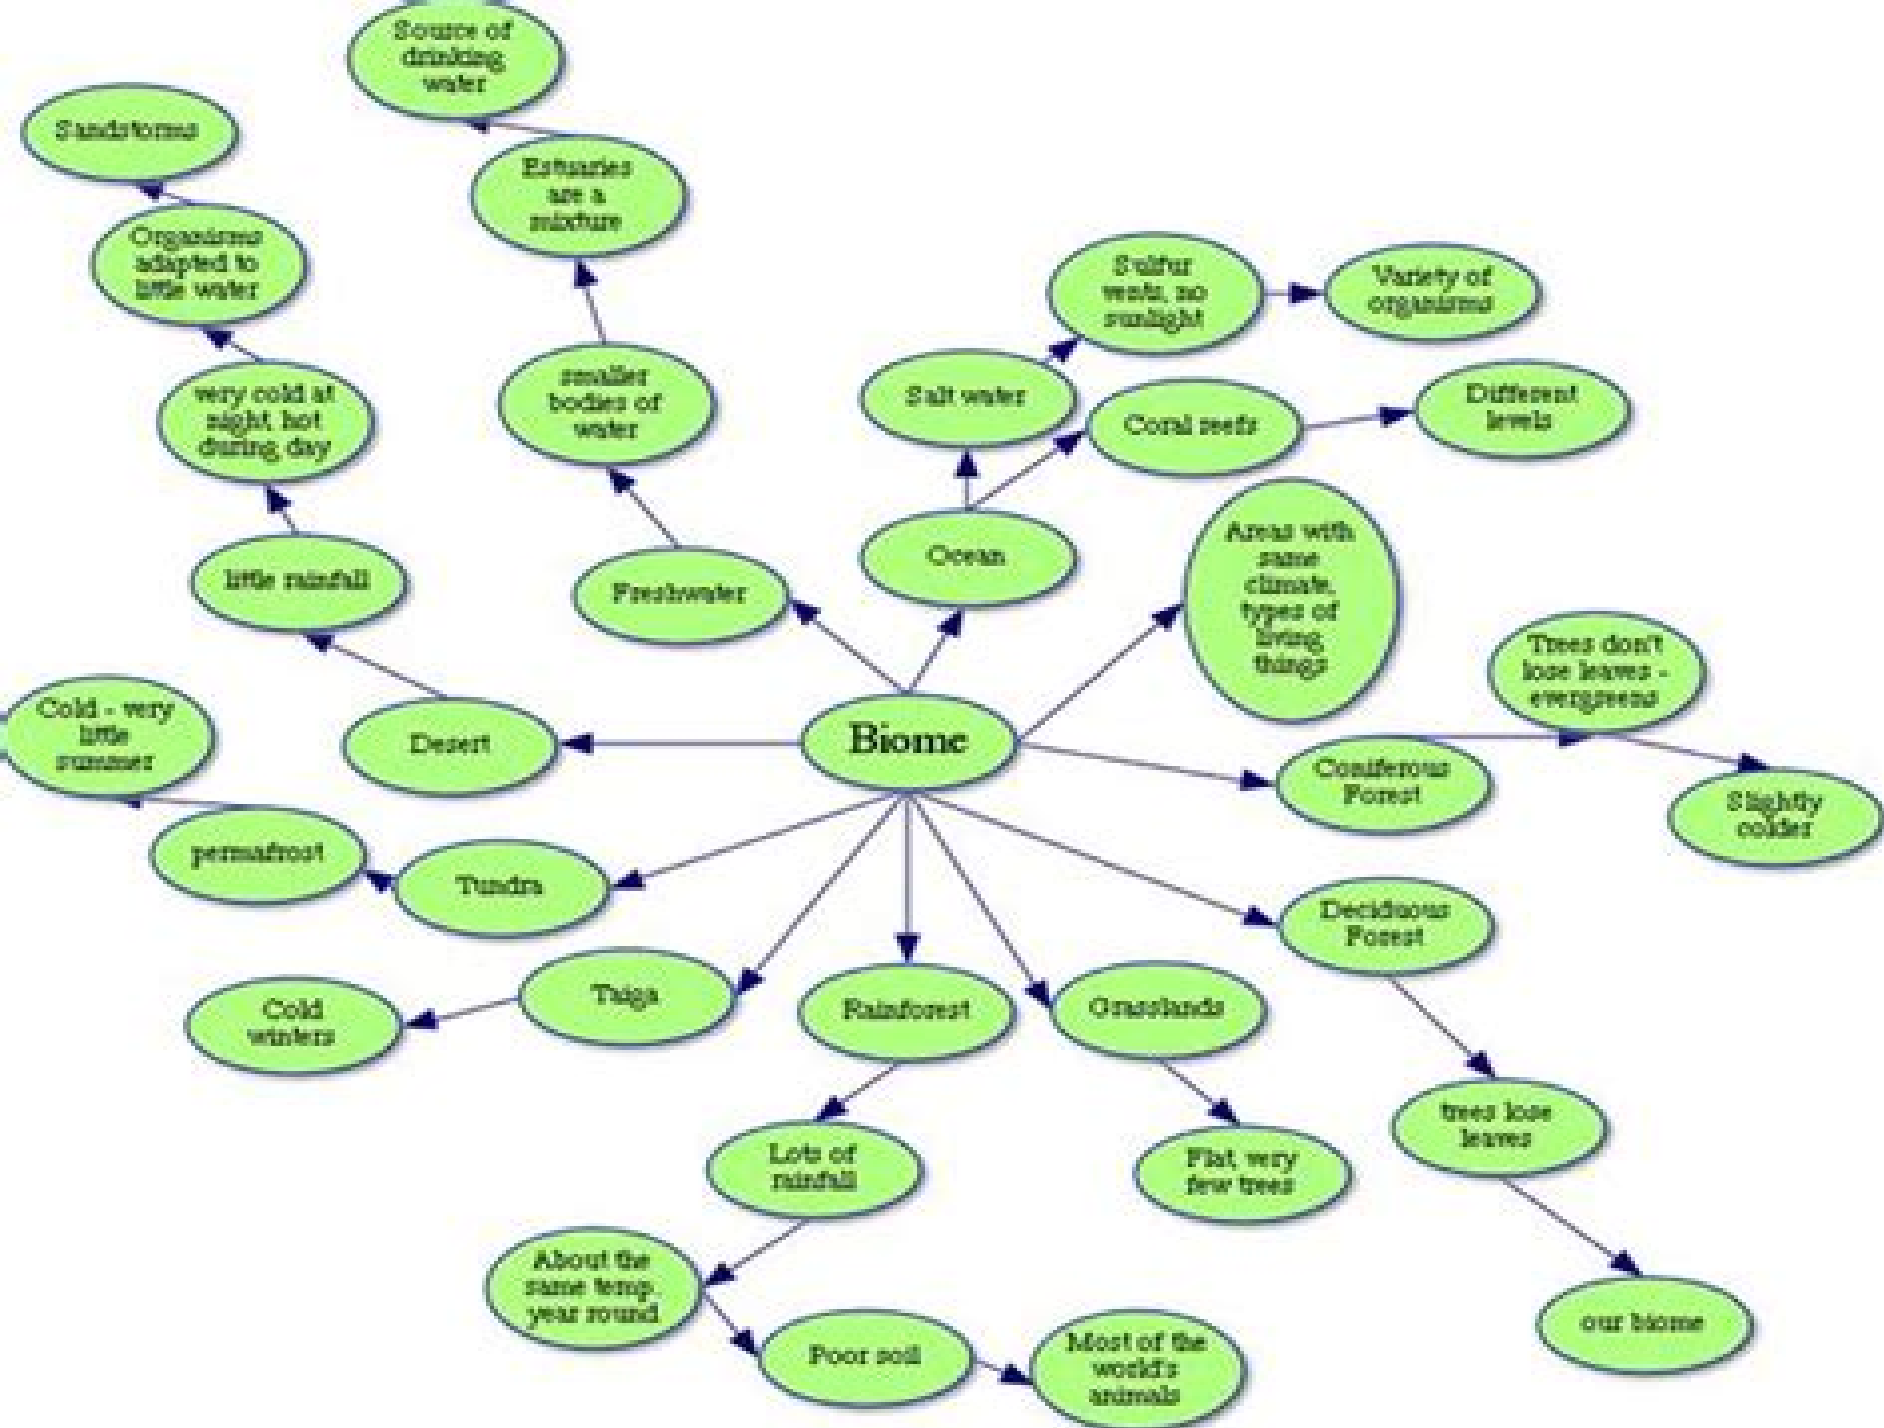 Source of
drinking
water
Sandstorms
Estuaries
are a
mixture
Organisms
adapted to
little water
Sulfur
vents, no
sunlight
Variety of
organisms
very cold at
night hot
during day
smaller
bodies of
water
Salt water
Coral reefs
Different
levels
little rainfall
Freshwater
Ocean
Areas with
same
climate,
types of
living
things
Trees don't
lose leaves -
evergreens
Cold - very
little
summer
Desert
Biome
Coniferous
Forest
Slightly
colder
permafrost
Tundra
Deciduous
Forest
Cold
winters
Taiga
Rainforest
Grasslands
trees lose
leaves
Lots of
rainfall
Flat very
few trees
About the
same temp.
year round
Poor soil
Most of the
world's
animals
our biome